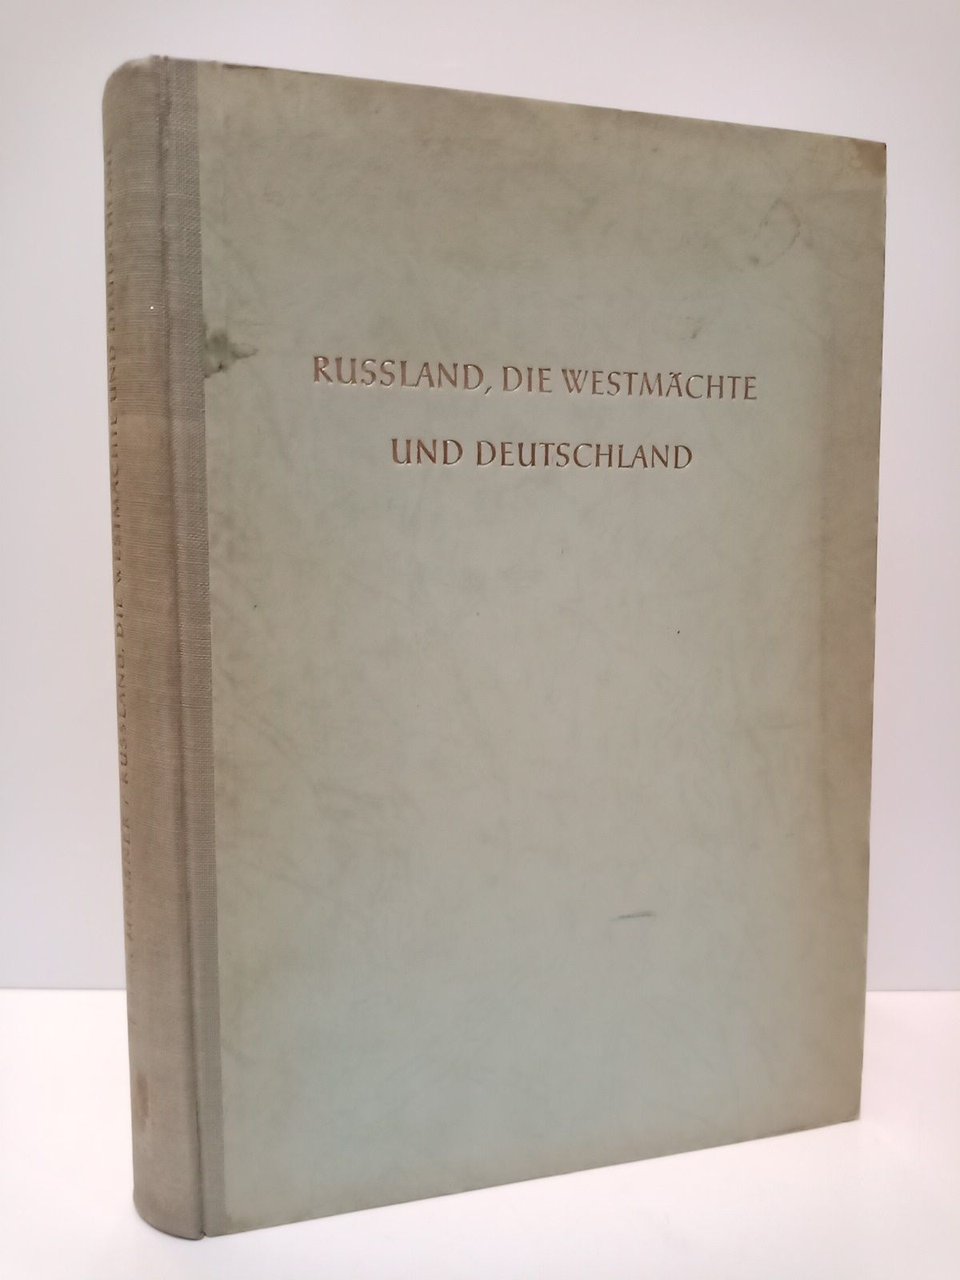 RUSSLAND, DIE WESTMÄCHTE
UND DEUTSCHLAND
RUSSLAND, DIE WESTMÄCHTE UND